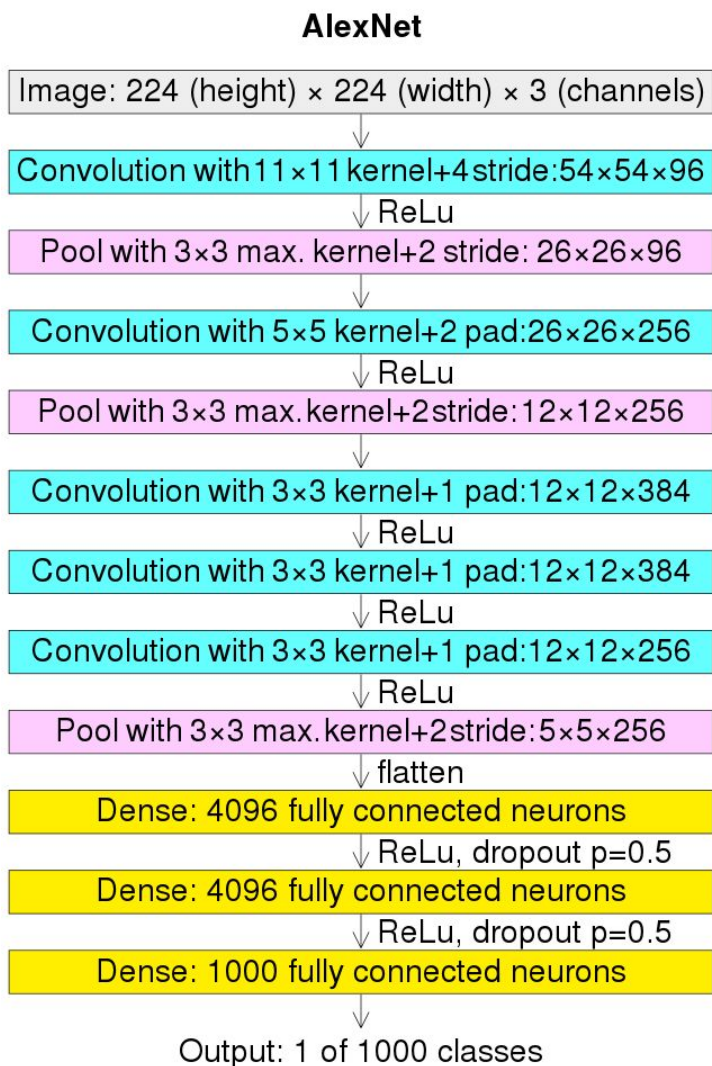 AlexNet
Image: 224 (height) × 224 (width) × 3 (channels)
Convolution with 11×11 kernel+4 stride:54×54×96
ReLu
Pool with 3×3 max. kernel+2 stride: 26×26×96
Convolution with 5×5 kernel+2 pad:26×26×256
ReLu
Pool with 3×3 max.kernel+2stride:12×12×256
Convolution with 3×3 kernel+1 pad:12×12×384
ReLu
Convolution with 3×3 kernel+1 pad:12×12×384
ReLu
Convolution with 3×3 kernel+1 pad:12×12×256
ReLu
Pool with 3×3 max.kernel+2stride:5×5×256
flatten
Dense: 4096 fully connected neurons
ReLu, dropout p=0.5
Dense: 4096 fully connected neurons
ReLu, dropout p=0.5
Dense: 1000 fully connected neurons
Output: 1 of 1000 classes